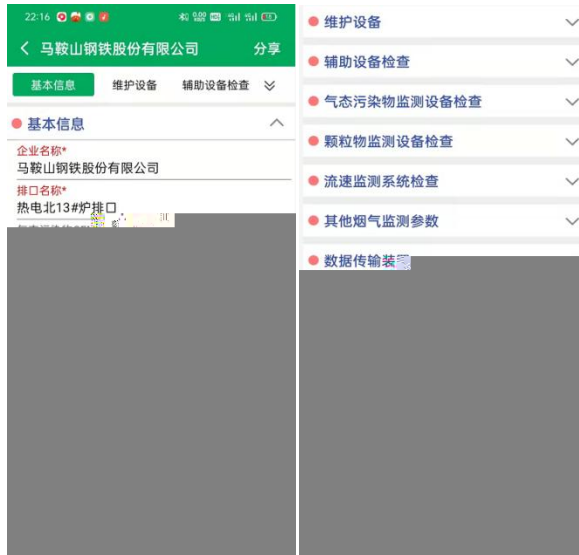 22:16
马鞍山钢铁股份有限公司 分享
基本信息 维护设备 辅助设备检查
基本信息
企业名称*
马鞍山钢铁股份有限公司
排口名称*
热电北13#炉排口
维护设备
辅助设备检查
气态污染物监测设备检查
颗粒物监测设备检查
流速监测系统检查
其他烟气监测参数
数据传输装